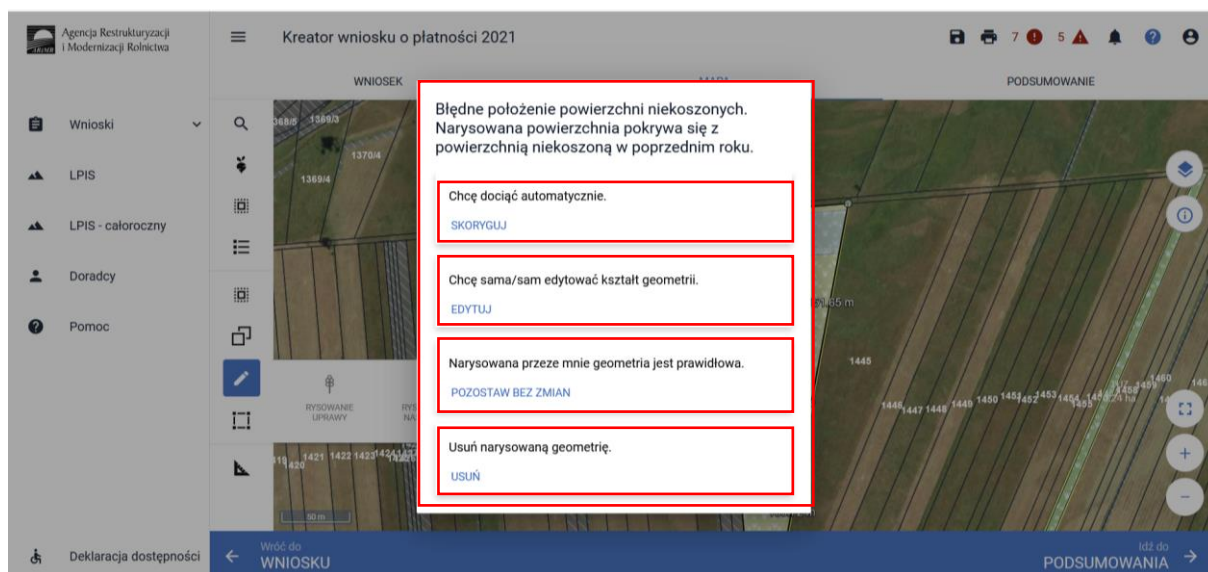 Agencja Restrukturyzacji
i Modernizacji Rolnictwa
Kreator wniosku o płatności 2021
7
5
WNIOSEK
MAPA
PODSUMOWANIE
Wnioski
LPIS
LPIS - całoroczny
Doradcy
Pomoc
Deklaracja dostępności
Błędne położenie powierzchni niekoszonych.
Narysowana powierzchnia pokrywa się z
powierzchnią niekoszoną w poprzednim roku.
Chcę dociąć automatycznie.
SKORYGUJ
Chcę sama/sam edytować kształt geometrii.
EDYTUJ
Narysowana przeze mnie geometria jest prawidłowa.
POZOSTAW BEZ ZMIAN
Usuń narysowaną geometrię.
USUŃ
1369/3
1370/4
1369/4
RYSOWANIE
UPRAWY
1420
1421 1422 1423
50 m
1445
1447 1448 1449 1450
1453
1459
1460
Wróć do
WNIOSKU
Idź do
PODSUMOWANIA